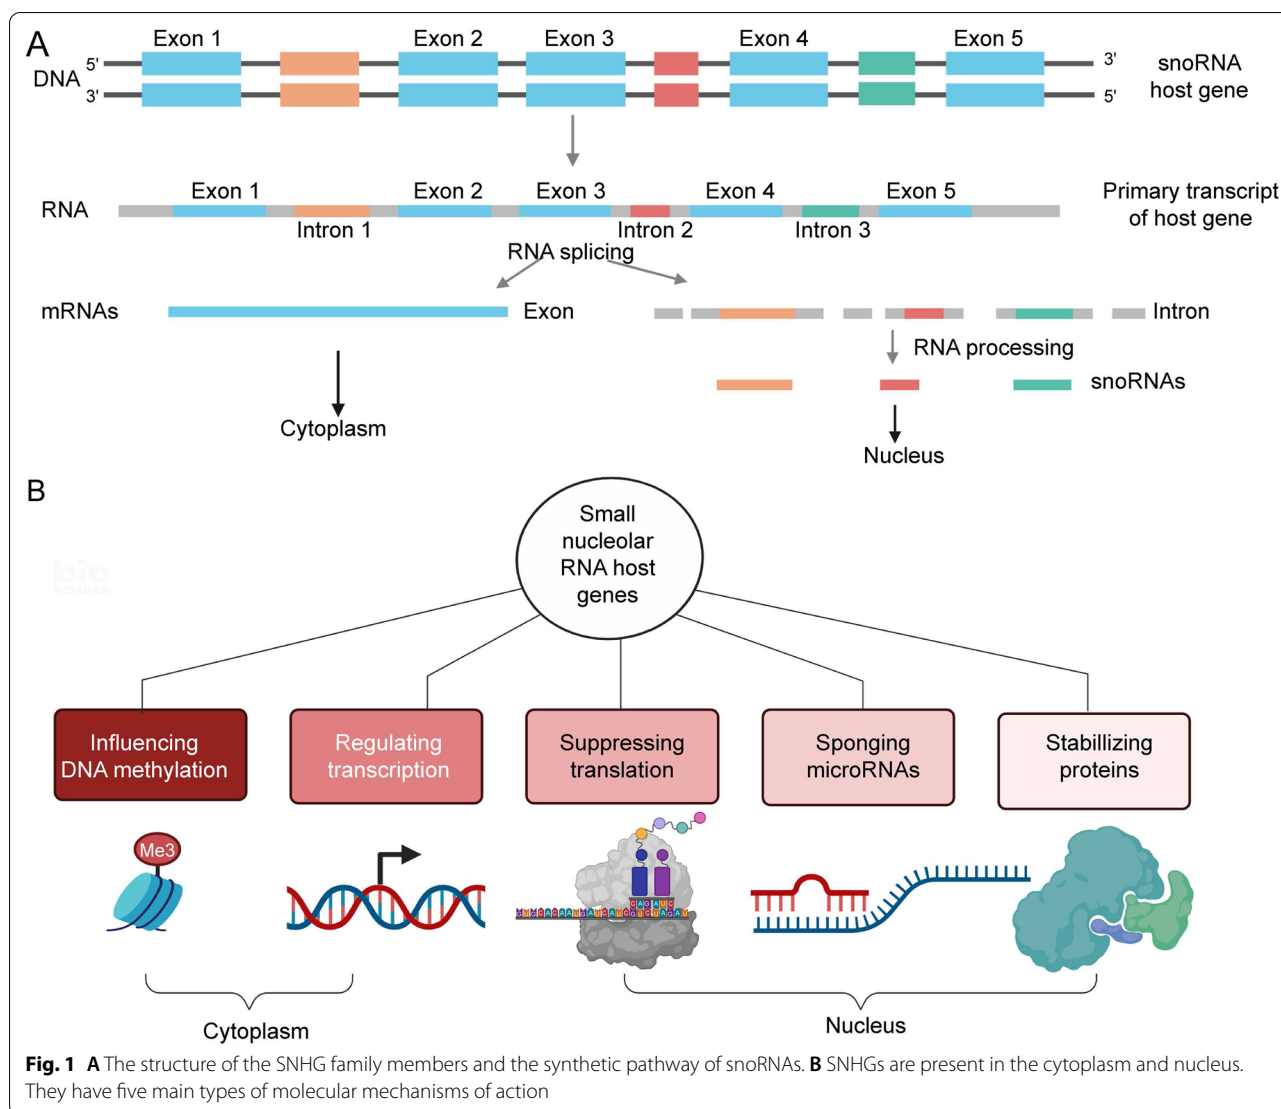 A
Exon 1 Exon 2 Exon 3 Exon 4 Exon 5
5' 3'
DNA
3' 5'
snoRNA
host gene
Exon 1 Exon 2 Exon 3 Exon 4 Exon 5
RNA
Intron 1 Intron 2 Intron 3
Primary transcript
of host gene
RNA splicing
mRNAs Exon Intron
RNA processing
snoRNAs
Cytoplasm
Nucleus
B
Small
nucleolar
RNA host
genes
bio
RENDER
Influencing
DNA methylation
Regulating
transcription
Suppressing
translation
Sponging
microRNAs
Stabillizing
proteins
Me3
CAGAUC
GUGCACAAUGAUCAUCGUCUAGAU
Cytoplasm
Nucleus
Fig. 1 A The structure of the SNHG family members and the synthetic pathway of snoRNAs. B SNHGs are present in the cytoplasm and nucleus.
They have five main types of molecular mechanisms of action